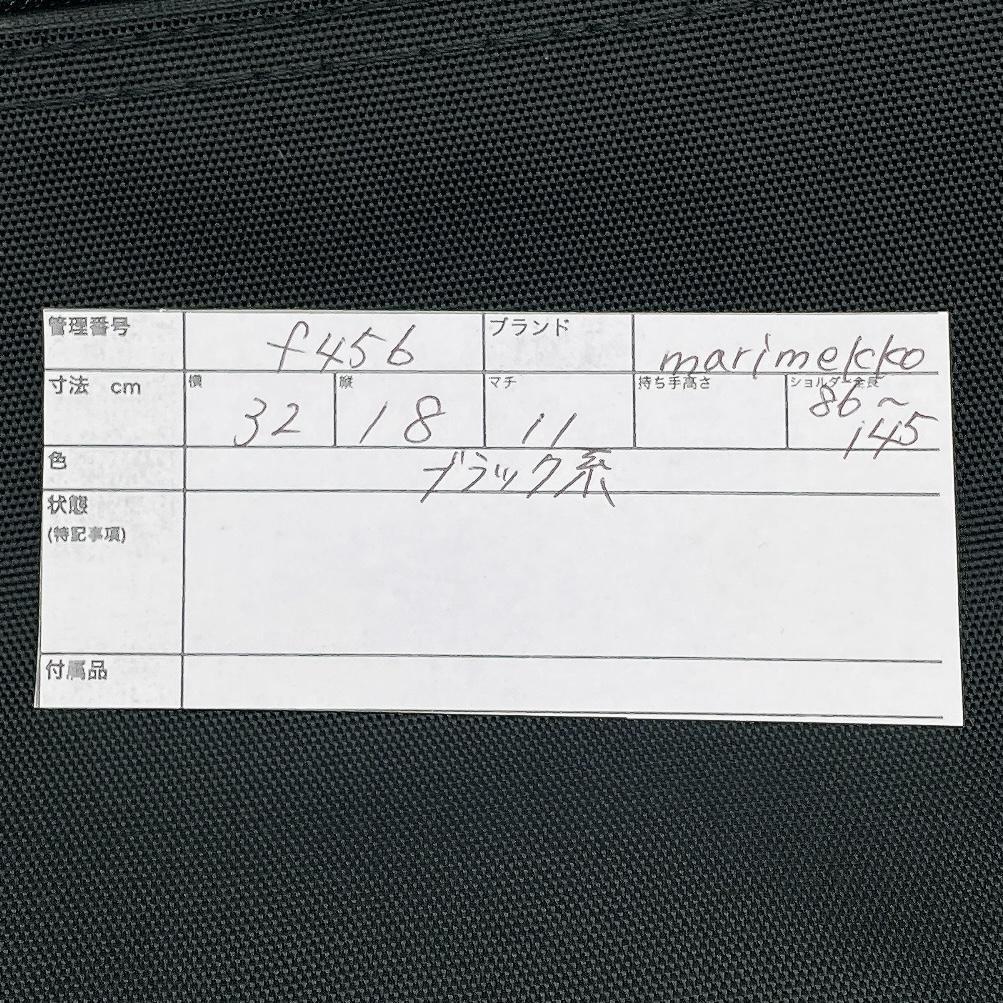 管理番号 f456 ブランド marimekko
寸法 cm 横 32 縦 18 マチ 11 持ち手高さ ショルダー全長 86~145
色 ブラック系
状態
(特記事項)
付属品